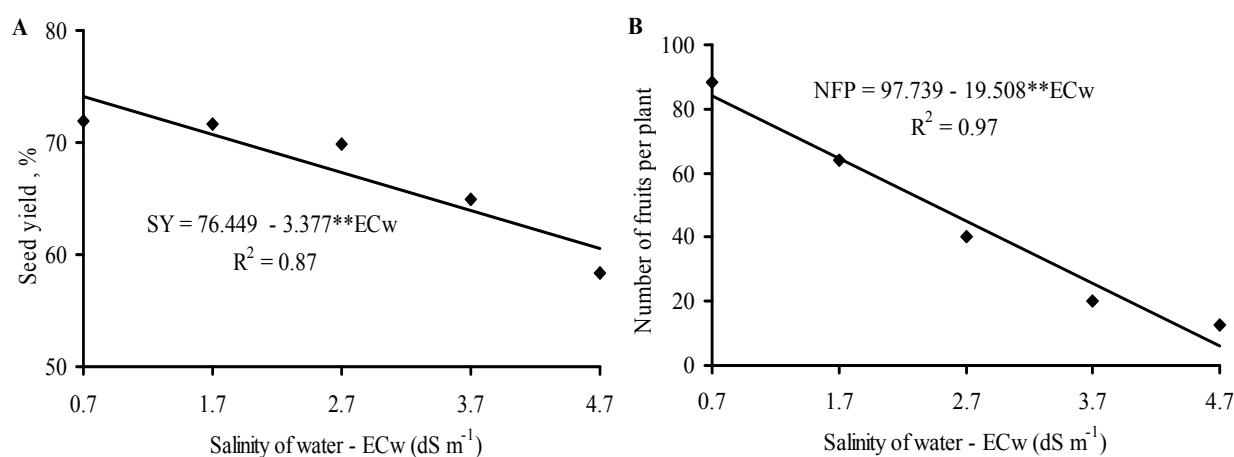 A
80
70
60
50
Seed yield , %
SY = 76.449 - 3.377**ECw
R² = 0.87
0.7 1.7 2.7 3.7 4.7
Salinity of water - ECw (dS m⁻¹)
B
100
80
60
40
20
0
Number of fruits per plant
NFP = 97.739 - 19.508**ECw
R² = 0.97
0.7 1.7 2.7 3.7 4.7
Salinity of water - ECw (dS m⁻¹)